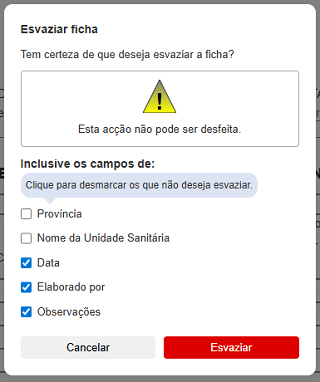 Esvaziar ficha
Tem certeza de que deseja esvaziar a ficha?
!
Esta acção não pode ser desfeita.
Inclusive os campos de:
Clique para desmarcar os que não deseja esvaziar.
Província
Nome da Unidade Sanitária
Data
Elaborado por
Observações
Cancelar
Esvaziar